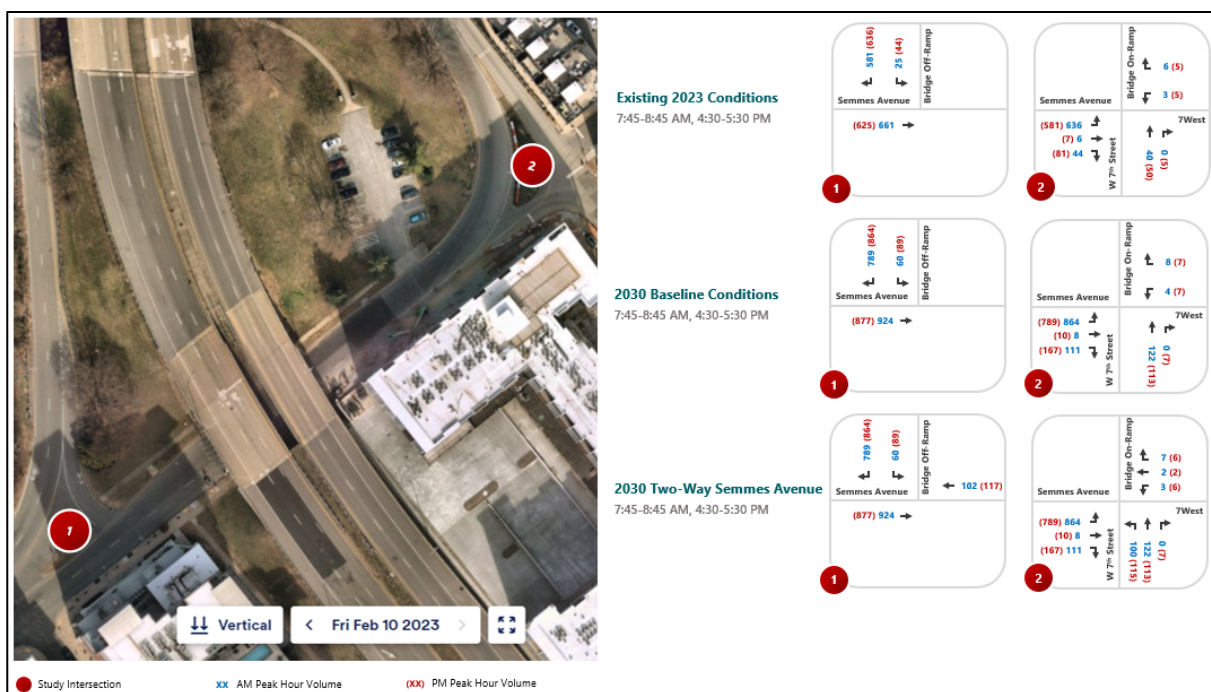 Existing 2023 Conditions
7:45-8:45 AM, 4:30-5:30 PM
581 (636)
25 (44)
Bridge Off-Ramp
Semmes Avenue
(625) 661
1
Bridge On-Ramp
6 (5)
3 (5)
Semmes Avenue
7West
(581) 636
(7) 6
(81) 44
W 7th Street
40 (50)
0 (5)
2
2030 Baseline Conditions
7:45-8:45 AM, 4:30-5:30 PM
789 (864)
60 (89)
Bridge Off-Ramp
Semmes Avenue
(877) 924
1
Bridge On-Ramp
8 (7)
4 (7)
Semmes Avenue
7West
(789) 864
(10) 8
(167) 111
W 7th Street
122 (113)
0 (7)
2
2030 Two-Way Semmes Avenue
7:45-8:45 AM, 4:30-5:30 PM
789 (864)
60 (89)
Bridge Off-Ramp
102 (117)
Semmes Avenue
(877) 924
1
Bridge On-Ramp
7 (6)
2 (2)
3 (6)
Semmes Avenue
7West
(789) 864
(10) 8
(167) 111
W 7th Street
100 (115)
122 (113)
0 (7)
2
2
1
Vertical
Fri Feb 10 2023
Study Intersection
XX AM Peak Hour Volume
(XX) PM Peak Hour Volume